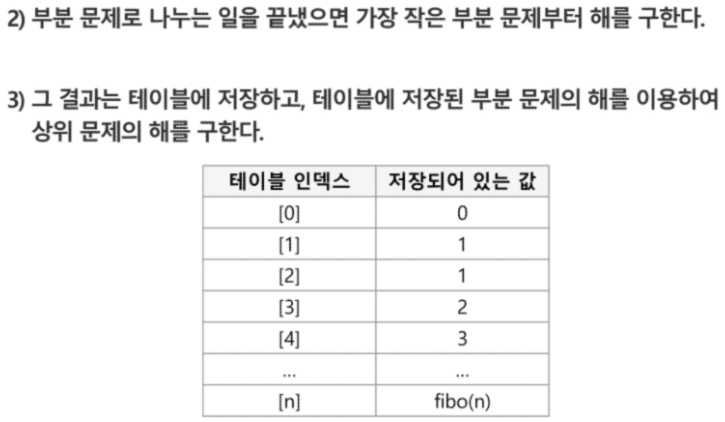 2) 부분 문제로 나누는 일을 끝냈으면 가장 작은 부분 문제부터 해를 구한다.
3) 그 결과는 테이블에 저장하고, 테이블에 저장된 부분 문제의 해를 이용하여
상위 문제의 해를 구한다.
테이블 인덱스 저장되어 있는 값
[0] 0
[1] 1
[2] 1
[3] 2
[4] 3
... ...
[n] fibo(n)